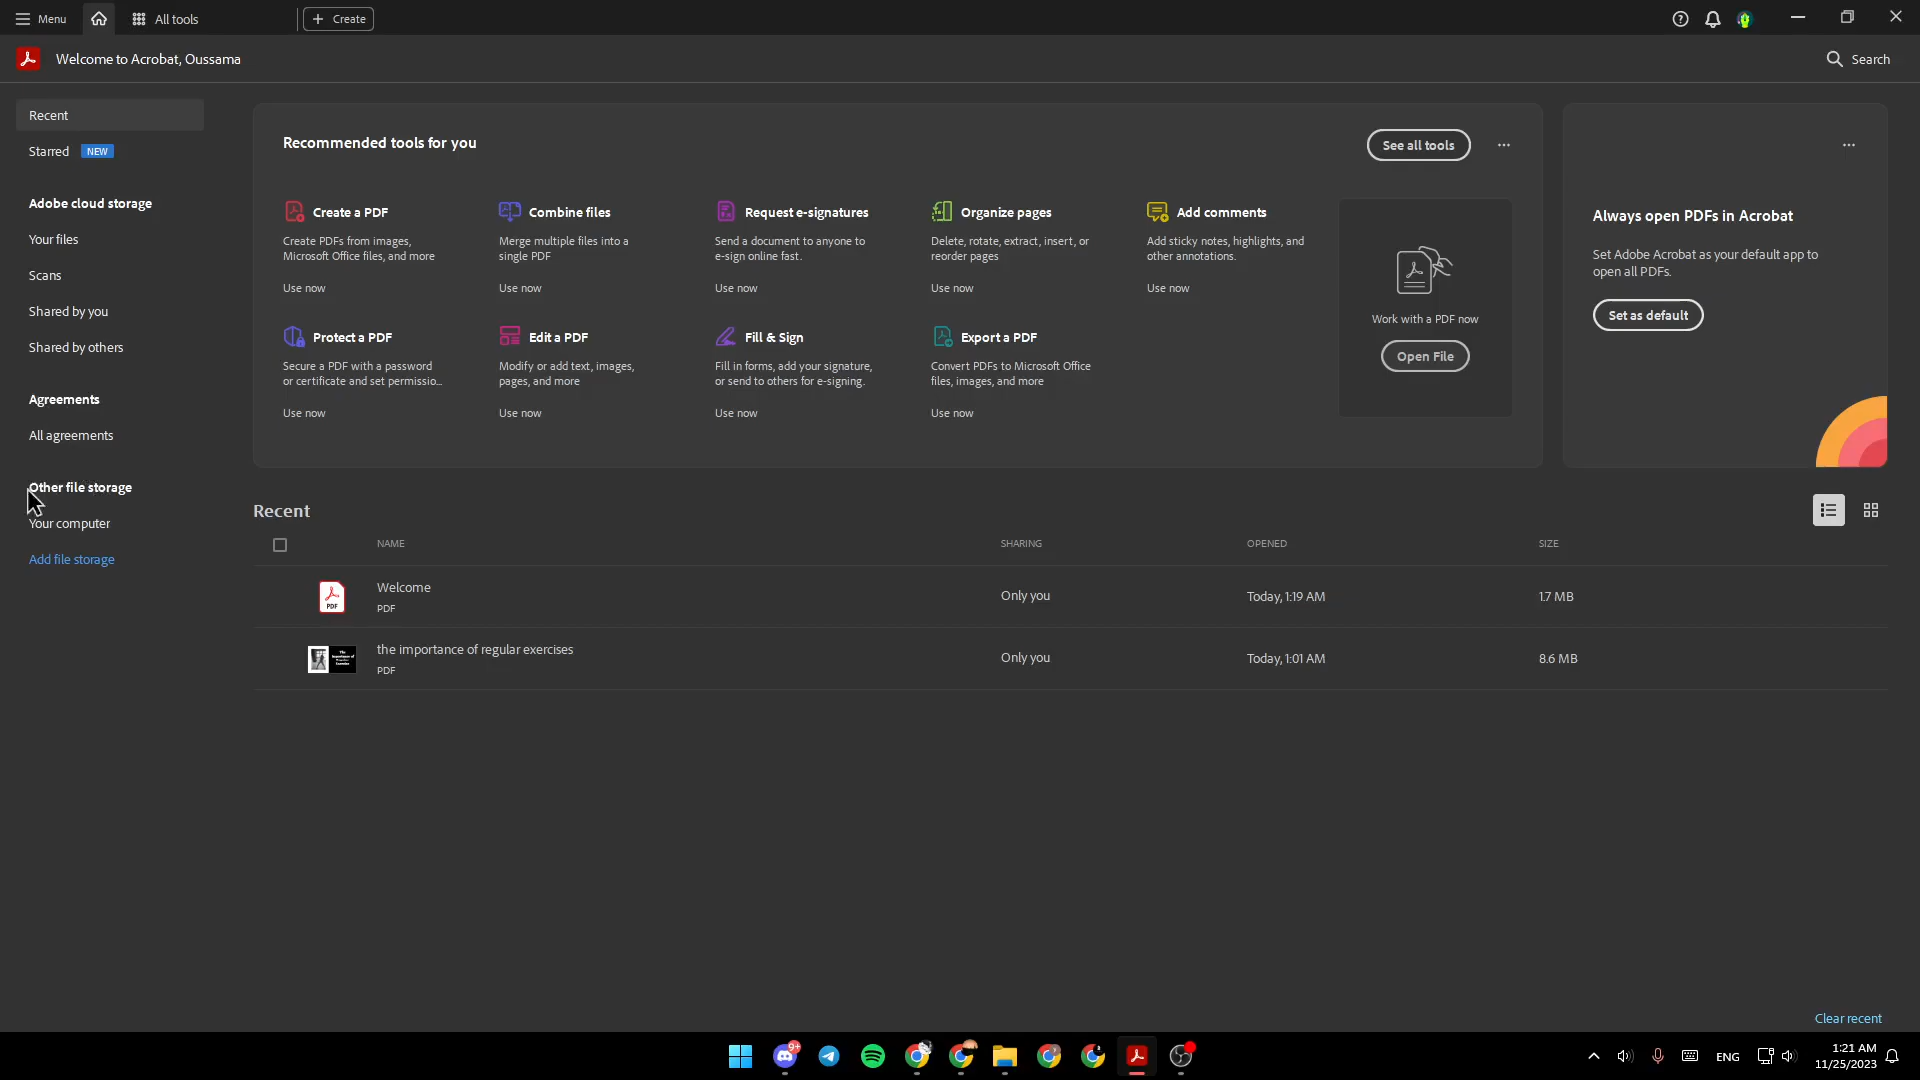 Menu
All tools
+ Create
Welcome to Acrobat, Oussama
Search
Recent
Starred NEW
Adobe cloud storage
Your files
Scans
Shared by you
Shared by others
Agreements
All agreements
Other file storage
Your computer
Add file storage
Recommended tools for you
See all tools
Create a PDF
Create PDFs from images,
Microsoft Office files, and more
Use now
Combine files
Merge multiple files into a
single PDF
Use now
Request e-signatures
Send a document to anyone to
e-sign online fast.
Use now
Organize pages
Delete, rotate, extract, insert, or
reorder pages
Use now
Add comments
Add sticky notes, highlights, and
other annotations.
Use now
Protect a PDF
Secure a PDF with a password
or certificate and set permissio...
Use now
Edit a PDF
Modify or add text, images,
pages, and more
Use now
Fill & Sign
Fill in forms, add your signature,
or send to others for e-signing.
Use now
Export a PDF
Convert PDFs to Microsoft Office
files, images, and more
Use now
Work with a PDF now
Open File
Always open PDFs in Acrobat
Set Adobe Acrobat as your default app to
open all PDFs.
Set as default
Recent
NAME SHARING OPENED SIZE
PDF
Welcome
PDF
Only you Today, 1:19 AM 1.7 MB
the importance of regular exercises
PDF
Only you Today, 1:01 AM 8.6 MB
Clear recent
9+
ENG
1:21 AM
11/25/2023